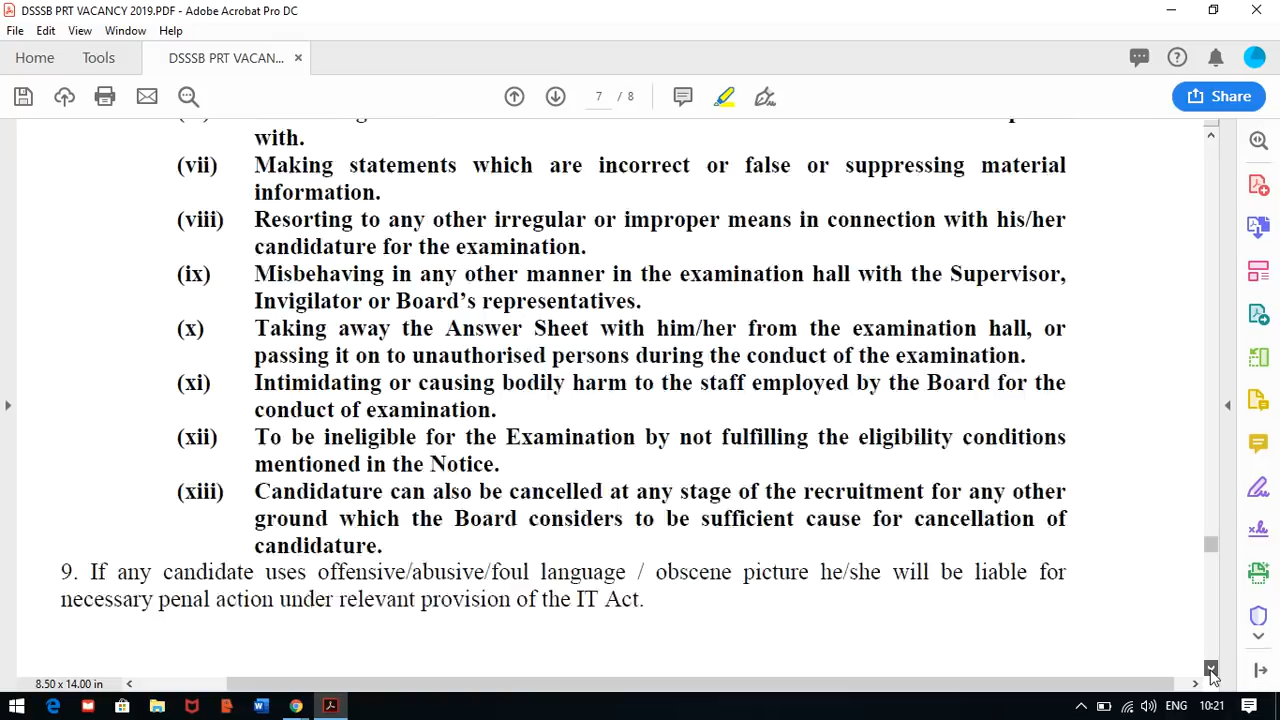 DSSSB PRT VACANCY 2019.PDF - Adobe Acrobat Pro DC
File Edit View Window Help
Home Tools DSSSB PRT VACAN... ×
7 / 8 Share
with.
(vii) Making statements which are incorrect or false or suppressing material
information.
(viii) Resorting to any other irregular or improper means in connection with his/her
candidature for the examination.
(ix) Misbehaving in any other manner in the examination hall with the Supervisor,
Invigilator or Board’s representatives.
(x) Taking away the Answer Sheet with him/her from the examination hall, or
passing it on to unauthorised persons during the conduct of the examination.
(xi) Intimidating or causing bodily harm to the staff employed by the Board for the
conduct of examination.
(xii) To be ineligible for the Examination by not fulfilling the eligibility conditions
mentioned in the Notice.
(xiii) Candidature can also be cancelled at any stage of the recruitment for any other
ground which the Board considers to be sufficient cause for cancellation of
candidature.
9. If any candidate uses offensive/abusive/foul language / obscene picture he/she will be liable for
necessary penal action under relevant provision of the IT Act.
8.50 x 14.00 in
ENG 10:21